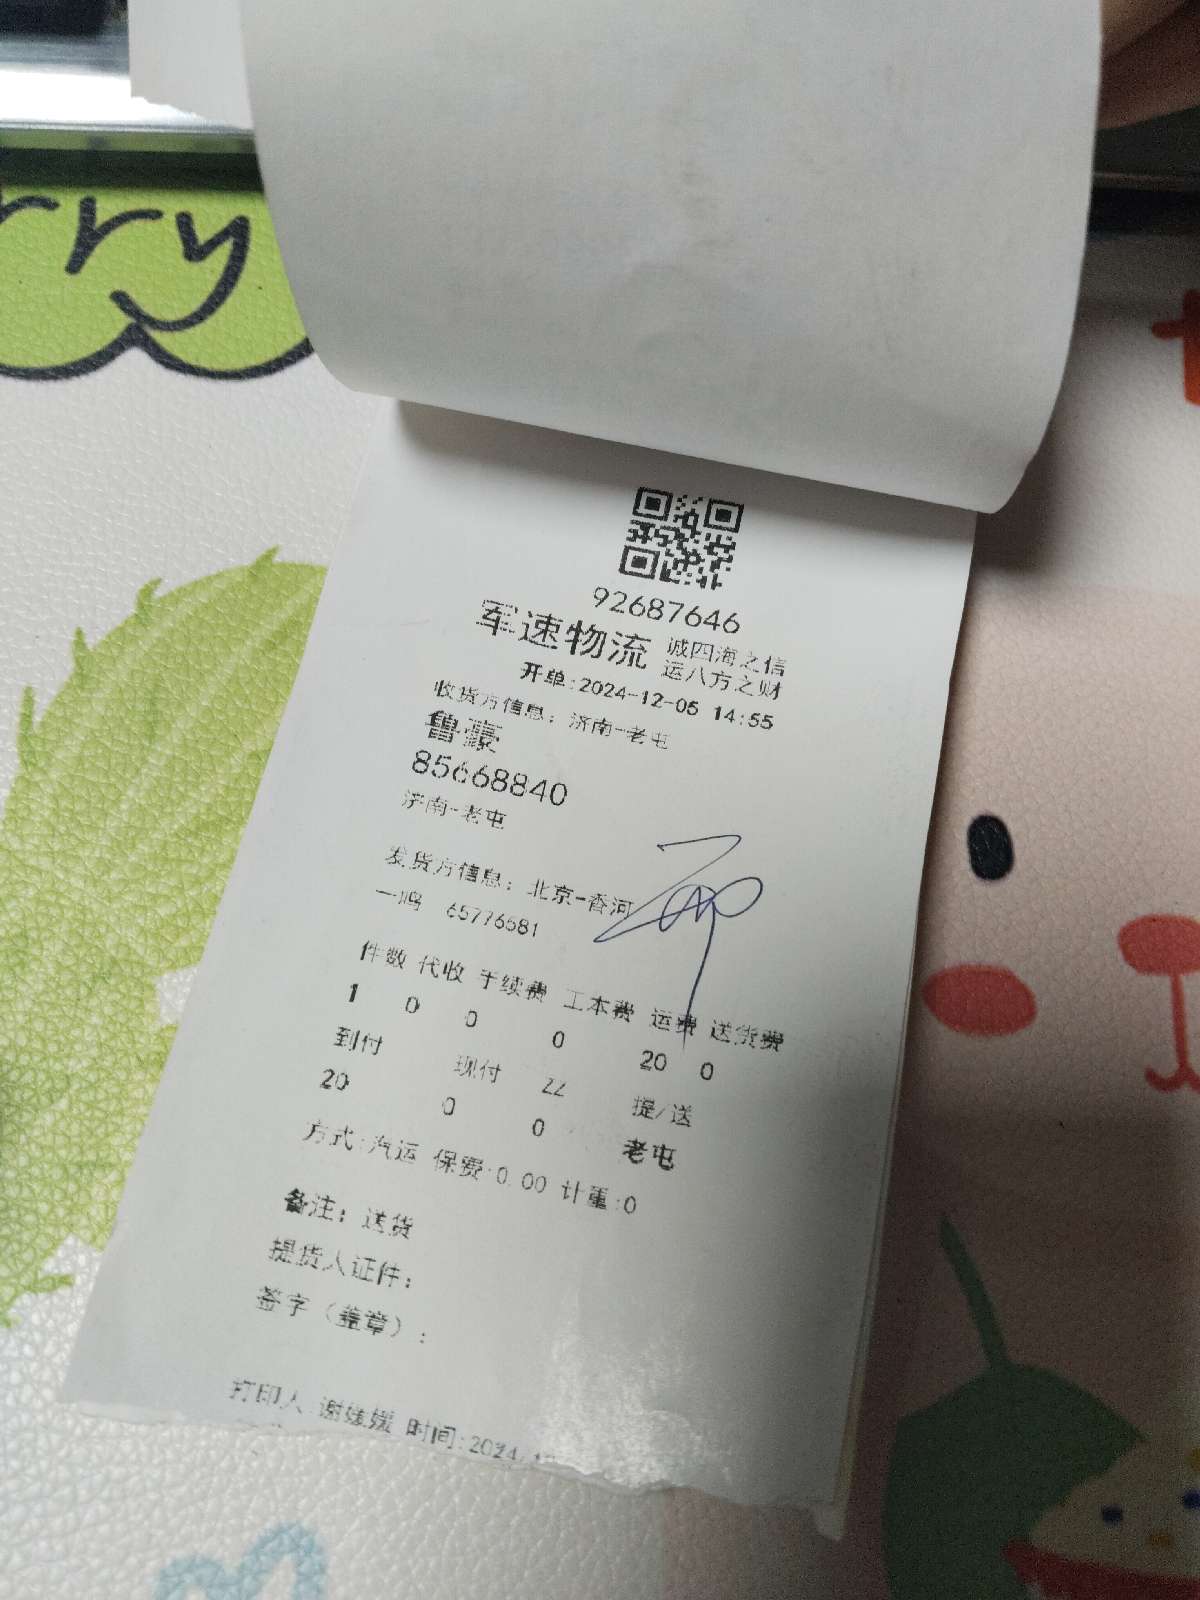 rry
92687646
军速物流 诚四海之信
运八方之财
开单:2024-12-05 14:55
收货方信息: 济南-老屯
鲁豪
85668840
济南-老屯
发货方信息: 北京-香河
一鸣 65776581
件数 代收 手续费 工本费 运费 送货费
1 0 0 0 20 0
到付 现付 22 提/送
20 0 0 老屯
方式:汽运 保费:0.00 计重:0
备注: 送货
提货人证件:
签字(盖章):
打印人:谢媛媛 时间:2024/1